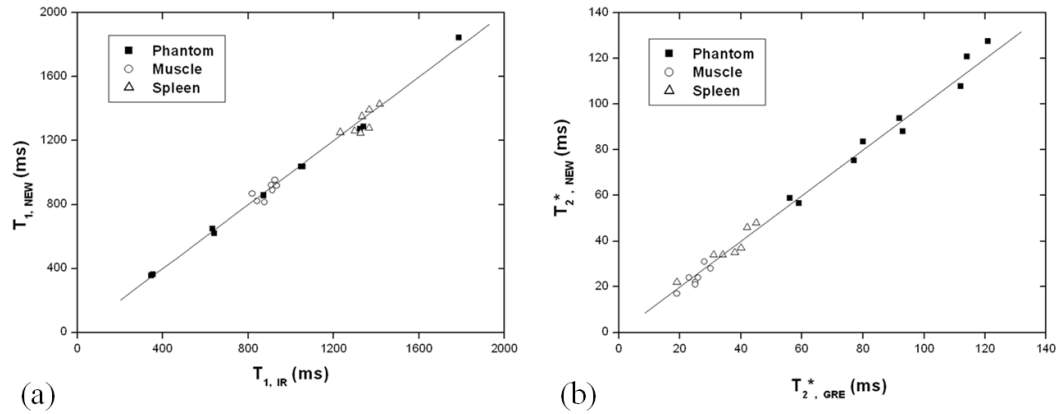 2000
1600
1200
800
400
0
T1, NEW (ms)
Phantom
Muscle
Spleen
0 400 800 1200 1600 2000
T1, IR (ms)
(a)
140
120
100
80
60
40
20
0
T2*, NEW (ms)
Phantom
Muscle
Spleen
0 20 40 60 80 100 120 140
T2*, GRE (ms)
(b)